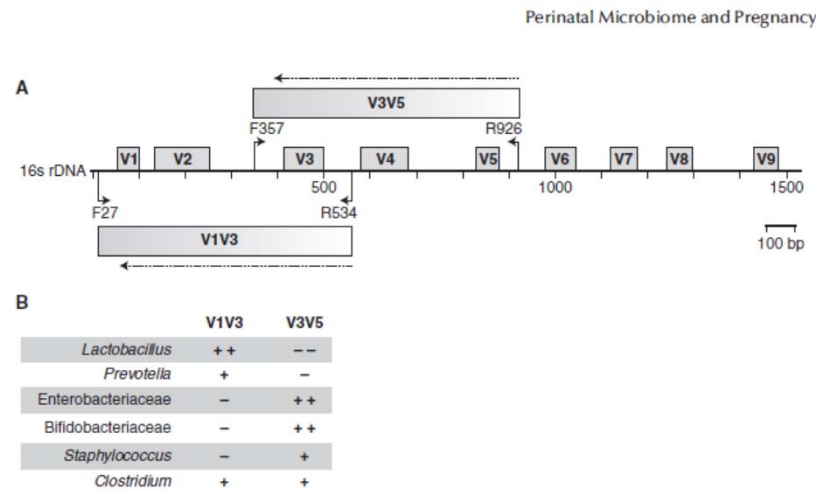 Perinatal Microbiome and Pregnancy
A
V3V5
F357 R926
V1 V2 V3 V4 V5 V6 V7 V8 V9
16s rDNA
500 1000 1500
F27 R534
V1V3
100 bp
B
V1V3 V3V5
Lactobacillus ++ −−
Prevotella + −
Enterobacteriaceae − ++
Bifidobacteriaceae − ++
Staphylococcus − +
Clostridium + +